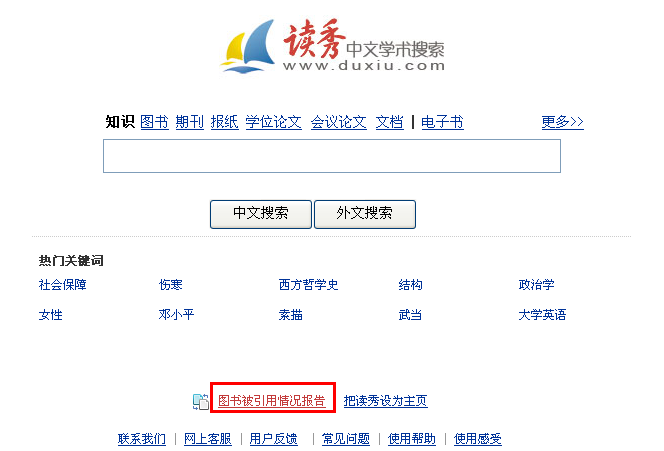 读秀中文学术搜索
www.duxiu.com
知识 图书 期刊 报纸 学位论文 会议论文 文档 | 电子书 更多>>
中文搜索 外文搜索
热门关键词
社会保障 伤寒 西方哲学史 结构 政治学
女性 邓小平 素描 武当 大学英语
图书被引用情况报告 把读秀设为主页
联系我们 | 网上客服 | 用户反馈 | 常见问题 | 使用帮助 | 使用感受